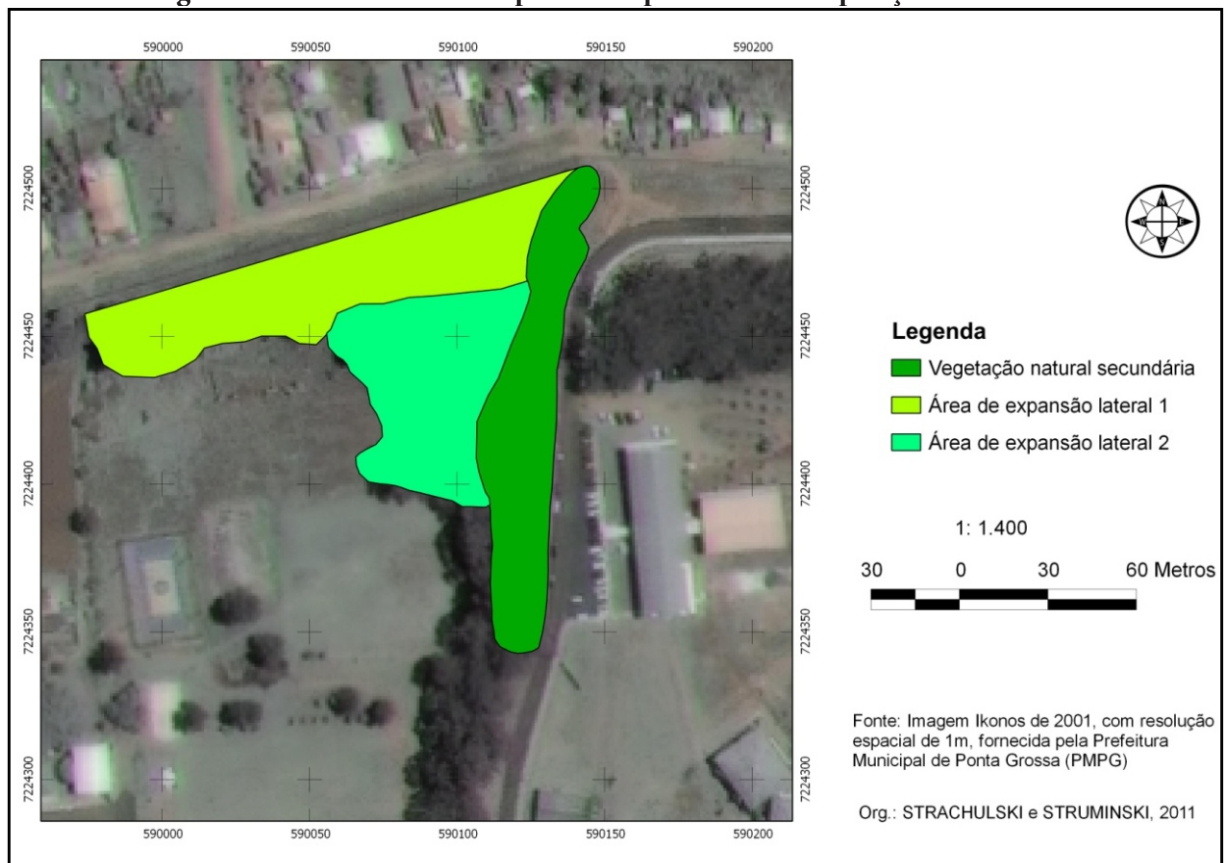 590000 590050 590100 590150 590200
7224500 7224500
7224450 7224450
7224400 7224400
7224350 7224350
7224300 7224300
590000 590050 590100 590150 590200
N
E
S
Legenda
Vegetação natural secundária
Área de expansão lateral 1
Área de expansão lateral 2
1: 1.400
30 0 30 60 Metros
Fonte: Imagem Ikonos de 2001, com resolução
espacial de 1m, fornecida pela Prefeitura
Municipal de Ponta Grossa (PMPG)
Org.: STRACHULSKI e STRUMINSKI, 2011